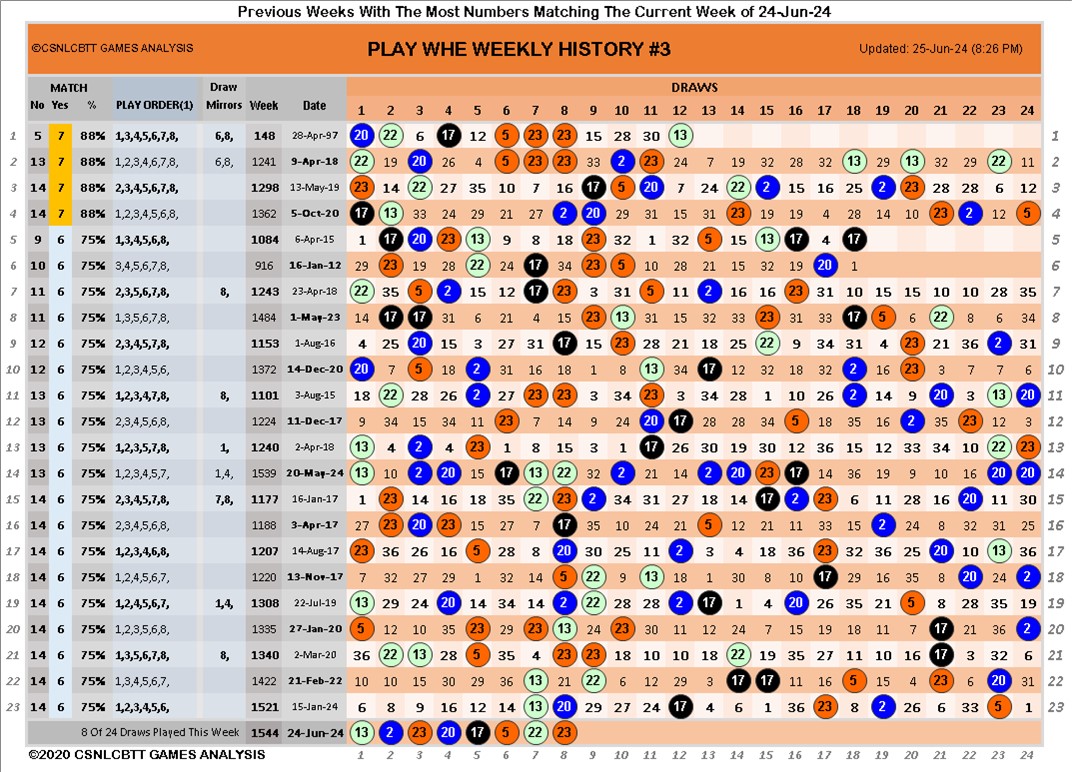 Previous Weeks With The Most Numbers Matching The Current Week of 24-Jun-24
©CSNLCBTT GAMES ANALYSIS PLAY WHE WEEKLY HISTORY #3 Updated: 25-Jun-24 (8:26 PM)
MATCH Draw DRAWS
No Yes % PLAY ORDER(1) Mirrors Week Date 1 2 3 4 5 6 7 8 9 10 11 12 13 14 15 16 17 18 19 20 21 22 23 24
1 5 7 88% 1,3,4,5,6,7,8, 6,8, 148 28-Apr-97 20 22 6 17 12 5 23 23 15 28 30 13 1
2 13 7 88% 1,2,3,4,6,7,8, 6,8, 1241 9-Apr-18 22 19 20 26 4 5 23 23 33 2 23 24 7 19 32 28 32 13 29 13 32 23 22 11 2
3 14 7 88% 2,3,4,5,6,7,8, 1298 13-May-19 23 14 22 27 35 10 7 16 17 5 20 7 24 22 2 15 16 25 2 23 28 28 6 12 3
4 14 7 88% 1,2,3,4,5,6,8, 1362 5-Oct-20 17 13 33 24 29 21 27 2 20 29 31 15 31 23 19 19 4 28 14 10 23 2 12 5 4
5 9 6 75% 1,3,4,5,6,8, 1084 6-Apr-15 1 17 20 23 13 9 8 18 23 32 1 32 5 15 13 17 4 17 5
6 10 6 75% 3,4,5,6,7,8, 916 16-Jan-12 29 23 19 28 22 24 17 34 23 5 10 28 21 15 32 19 20 1 6
7 11 6 75% 2,3,5,6,7,8, 8, 1243 23-Apr-18 22 35 5 2 15 12 17 23 3 31 5 11 2 16 16 23 31 10 15 15 10 10 28 35 7
8 11 6 75% 1,3,5,6,7,8, 1484 1-May-23 14 17 17 31 6 21 4 15 23 13 31 15 32 33 23 31 33 17 5 6 22 8 6 34 8
9 12 6 75% 2,3,4,5,7,8, 1153 1-Aug-16 4 25 20 15 3 27 31 17 15 23 28 14 18 15 22 9 34 31 4 23 21 36 2 31 9
10 12 6 75% 1,2,3,4,5,6, 1372 14-Dec-20 20 7 5 18 2 31 16 18 1 8 13 34 17 12 32 18 32 2 16 23 3 7 7 6 10
11 13 6 75% 1,2,3,4,7,8, 8, 1101 3-Aug-15 18 22 28 26 2 27 23 23 3 34 23 3 34 28 1 10 26 2 14 9 20 3 13 20 11
12 13 6 75% 2,3,4,5,6,8, 1224 11-Dec-17 9 34 15 34 11 23 7 14 9 24 20 17 28 28 34 5 18 35 10 2 35 23 12 3 12
13 13 6 75% 1,2,3,5,7,8, 1, 1240 2-Apr-18 13 4 2 4 23 1 8 15 3 1 17 26 30 19 30 12 36 15 12 33 34 10 22 23 13
14 13 6 75% 1,2,3,4,5,7, 1,4, 1539 20-May-24 13 10 2 20 15 17 13 22 32 2 21 14 2 20 23 17 14 36 19 9 14 10 20 20 14
15 14 6 75% 2,3,4,5,7,8, 7,8, 1177 16-Jan-17 1 23 14 16 18 35 22 23 2 34 31 27 18 14 17 2 23 6 11 28 16 20 11 30 15
16 14 6 75% 2,3,4,5,6,8, 1188 3-Apr-17 27 23 20 23 15 27 7 17 35 10 24 23 5 12 21 11 33 15 2 24 8 32 31 25 16
17 14 6 75% 1,2,3,4,6,8, 1207 14-Aug-17 23 36 26 16 5 28 8 20 30 25 11 2 3 4 18 36 23 32 36 25 20 10 13 36 17
18 14 6 75% 1,2,4,5,6,7, 1220 13-Nov-17 7 32 27 29 1 32 14 5 22 9 13 18 1 30 8 10 17 29 16 35 8 20 24 2 18
19 14 6 75% 1,2,4,5,6,7, 1,4, 1308 22-Jul-19 13 29 24 20 14 34 14 2 22 28 28 2 17 1 4 20 26 35 21 5 8 28 35 19 19
20 14 6 75% 1,2,3,5,6,8, 1335 27-Jan-20 5 12 10 35 23 29 23 13 24 23 30 11 12 24 7 15 19 18 11 7 17 21 36 2 20
21 14 6 75% 1,3,5,6,7,8, 8, 1340 2-Mar-20 36 22 13 28 5 35 4 23 23 18 10 10 18 22 19 35 27 11 10 16 17 3 32 6 21
22 14 6 75% 1,3,4,5,6,7, 1422 21-Feb-22 10 10 15 30 25 35 13 29 22 6 12 29 3 17 17 11 18 5 15 4 23 6 20 31 22
23 14 6 75% 1,2,3,4,5,6, 1521 15-Jan-24 6 8 9 16 12 14 13 20 29 27 24 17 4 6 1 36 23 8 2 26 6 33 5 1 23
8 Of 24 Draws Played This Week 1544 24-Jun-24 13 2 23 20 17 5 22 23
©2020 CSNLCBTT GAMES ANALYSIS 1 2 3 4 5 6 7 8 9 10 11 12 13 14 15 16 17 18 19 20 21 22 23 24